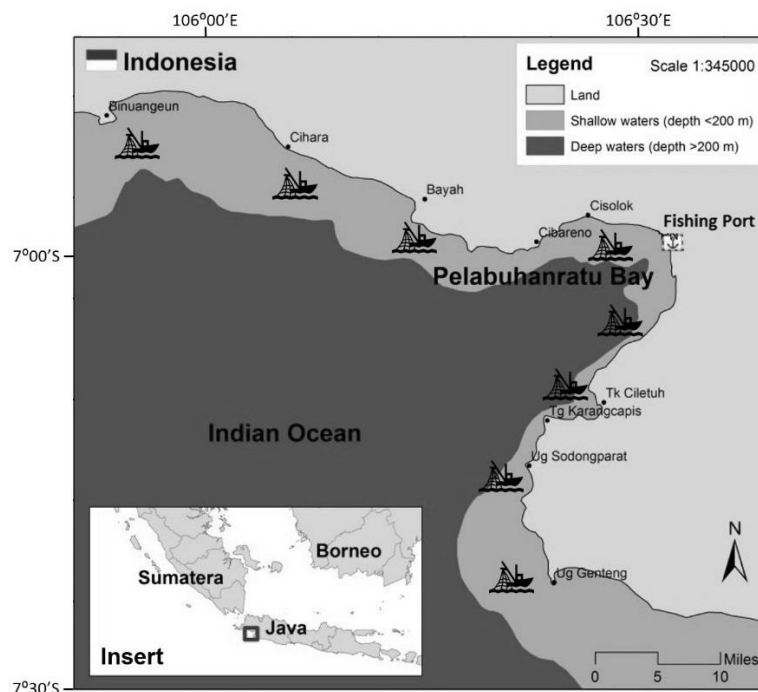 106°00'E
106°30'E
Indonesia
Legend
Scale 1:345000
Land
Shallow waters (depth <200 m)
Deep waters (depth >200 m)
Binuangeun
Cihara
Bayah
Cisolok
Cibareno
Fishing Port
7°00'S
Pelabuhanratu Bay
Tk Ciletuh
Tg Karangcapis
Indian Ocean
Ug Sodongparat
N
Borneo
Sumatera
Ug Genteng
Java
Insert
Miles
0
5
10
7°30'S